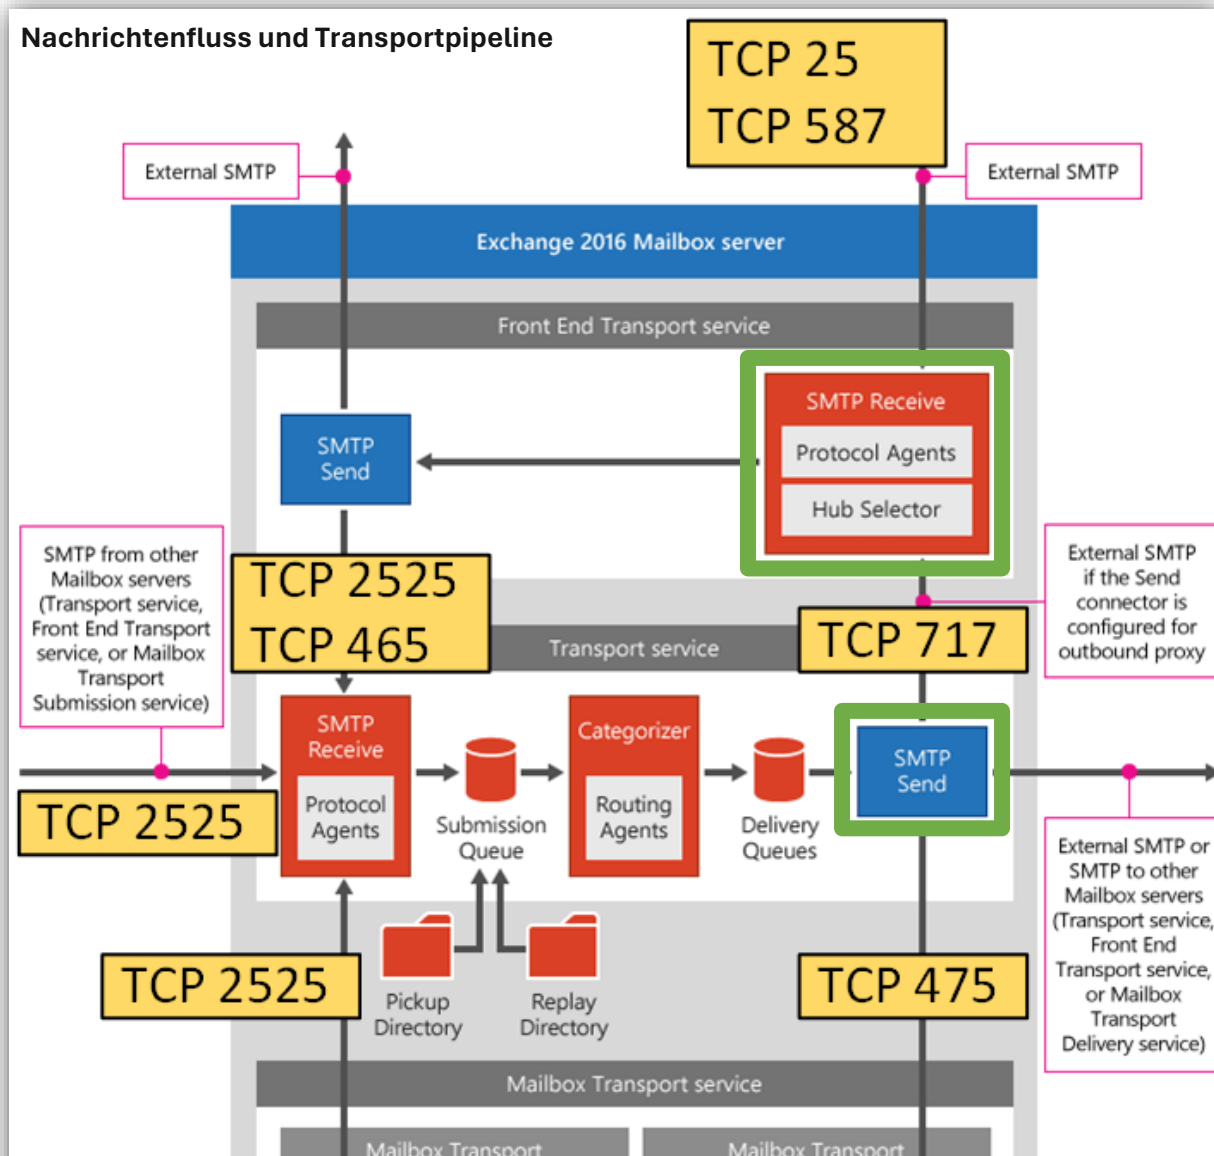 Nachrichtenfluss und Transportpipeline
TCP 25
TCP 587
External SMTP
External SMTP
Exchange 2016 Mailbox server
Front End Transport service
SMTP Receive
Protocol Agents
Hub Selector
SMTP
Send
SMTP from other
Mailbox servers
(Transport service,
Front End Transport
service, or Mailbox
Transport
Submission service)
TCP 2525
TCP 465
External SMTP
if the Send
connector is
configured for
outbound proxy
TCP 717
Transport service
SMTP
Receive
Protocol
Agents
Submission
Queue
Categorizer
Routing
Agents
Delivery
Queues
SMTP
Send
TCP 2525
External SMTP or
SMTP to other
Mailbox servers
(Transport service,
Front End
Transport service,
or Mailbox
Transport
Delivery service)
TCP 2525
Pickup
Directory
Replay
Directory
TCP 475
Mailbox Transport service
Mailbox Transport
Mailbox Transport